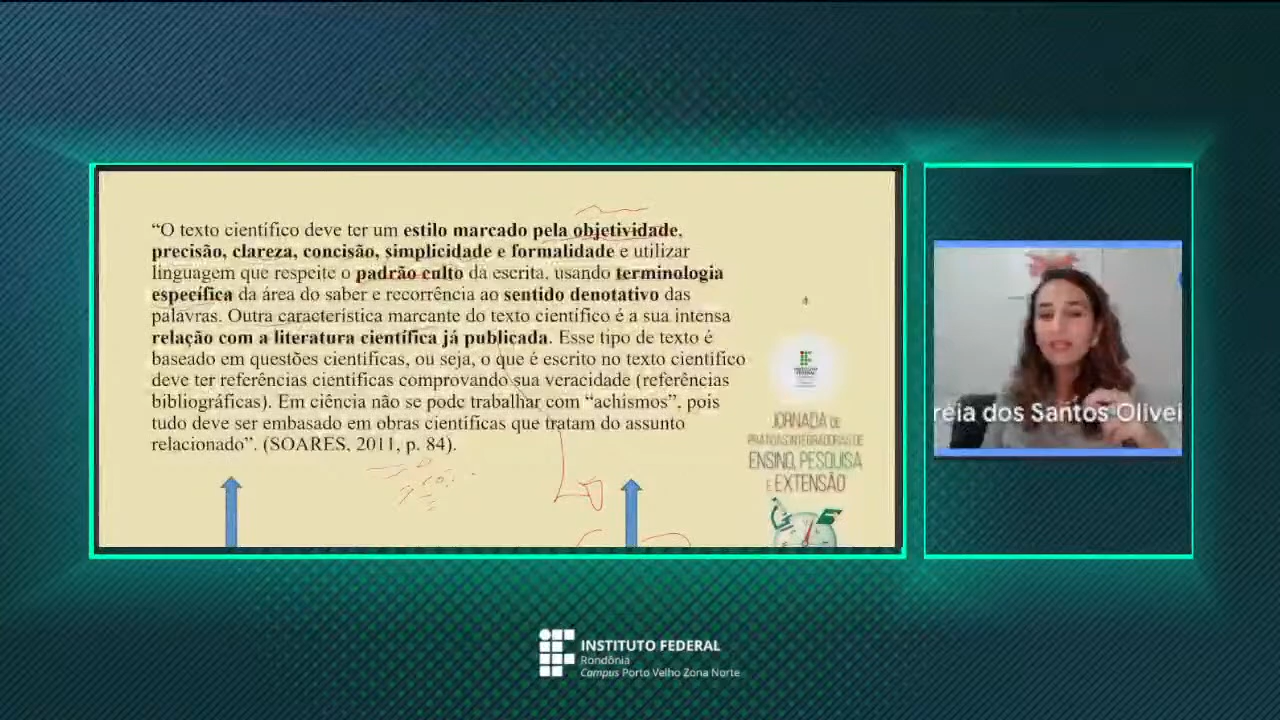 “O texto científico deve ter um estilo marcado pela objetividade,
precisão, clareza, concisão, simplicidade e formalidade e utilizar
linguagem que respeite o padrão culto da escrita, usando terminologia
específica da área do saber e recorrência ao sentido denotativo das
palavras. Outra característica marcante do texto científico é a sua intensa
relação com a literatura científica já publicada. Esse tipo de texto é
baseado em questões científicas, ou seja, o que é escrito no texto científico
deve ter referências científicas comprovando sua veracidade (referências
bibliográficas). Em ciência não se pode trabalhar com “achismos”, pois
tudo deve ser embasado em obras científicas que tratam do assunto
relacionado”. (SOARES, 2011, p. 84).
INSTITUTO
FEDERAL
JORNADA DE
PRÁTICAS INTEGRADORAS DE
ENSINO, PESQUISA
E EXTENSÃO
réia dos Santos Olivei
INSTITUTO FEDERAL
Rondônia
Campus Porto Velho Zona Norte